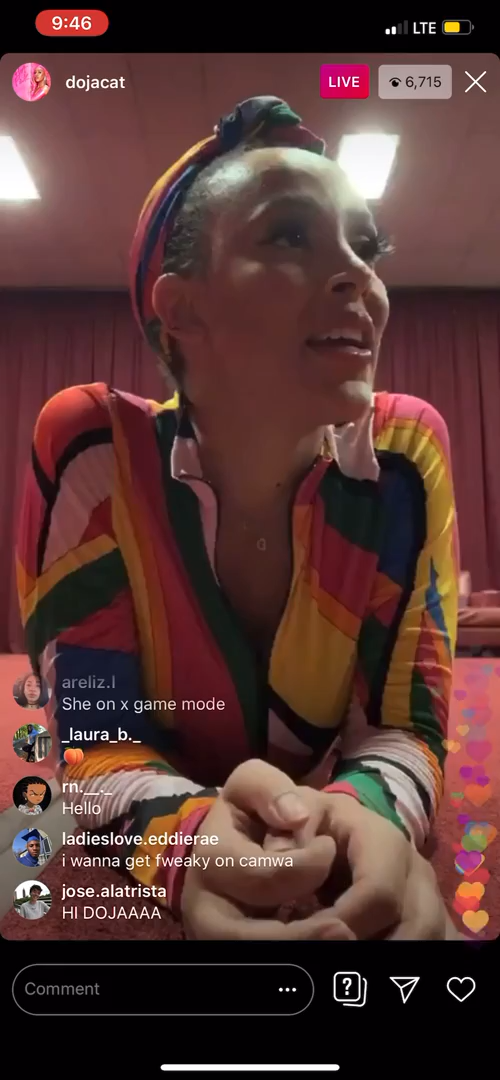 9:46
LTE
dojacat
LIVE
6,715
areliz.l
She on x game mode
_laura_b._
🍑
rn.__._
Hello
ladieslove.eddierae
i wanna get fweaky on camwa
jose.alatrista
HI DOJAAAA
Comment